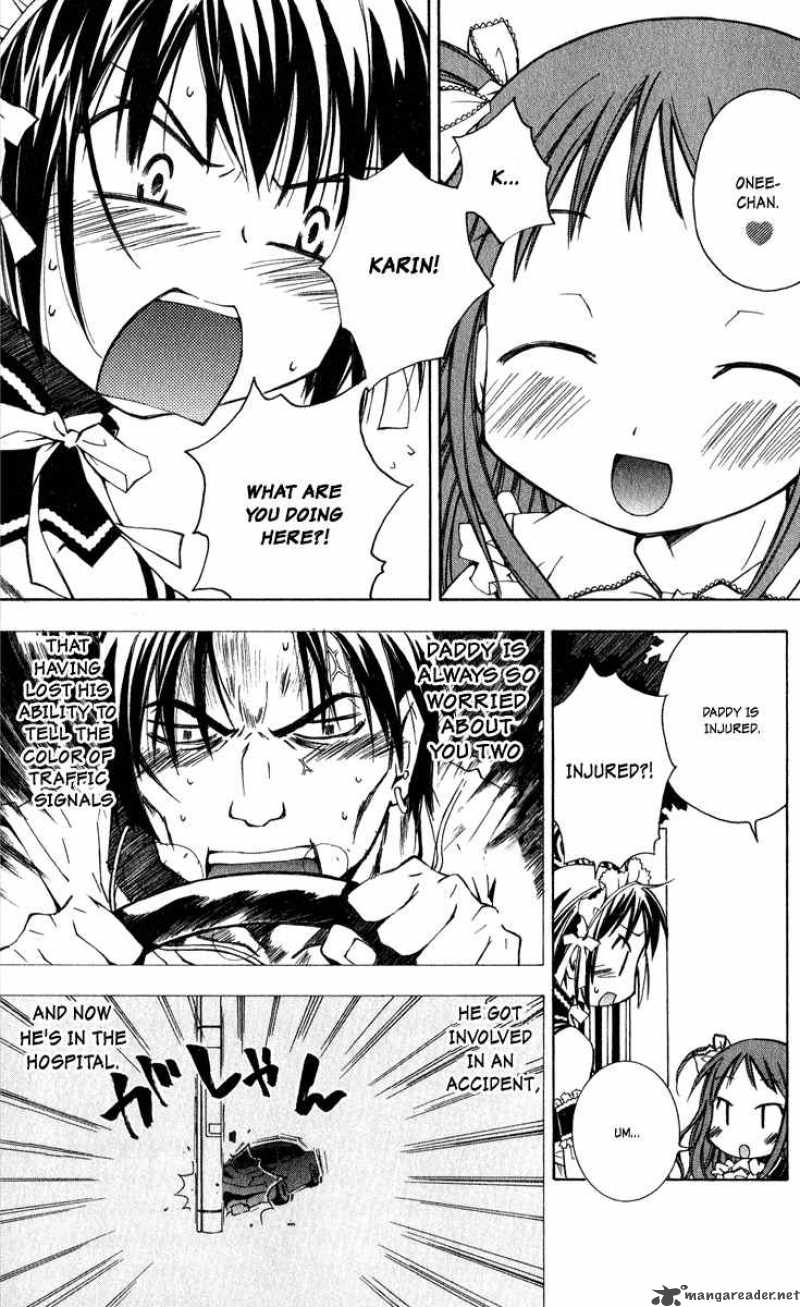 ONEE-
CHAN.
K...
KARIN!
WHAT ARE
YOU DOING
HERE?!
DADDY IS
INJURED.
INJURED?!
UM...
DADDY IS
ALWAYS SO
WORRIED
ABOUT
YOU TWO
THAT
HAVING
LOST HIS
ABILITY TO
TELL THE
COLOR OF
TRAFFIC
SIGNALS
HE GOT
INVOLVED
IN AN
ACCIDENT,
AND NOW
HE'S IN THE
HOSPITAL.
がしゃん
mangareader.net